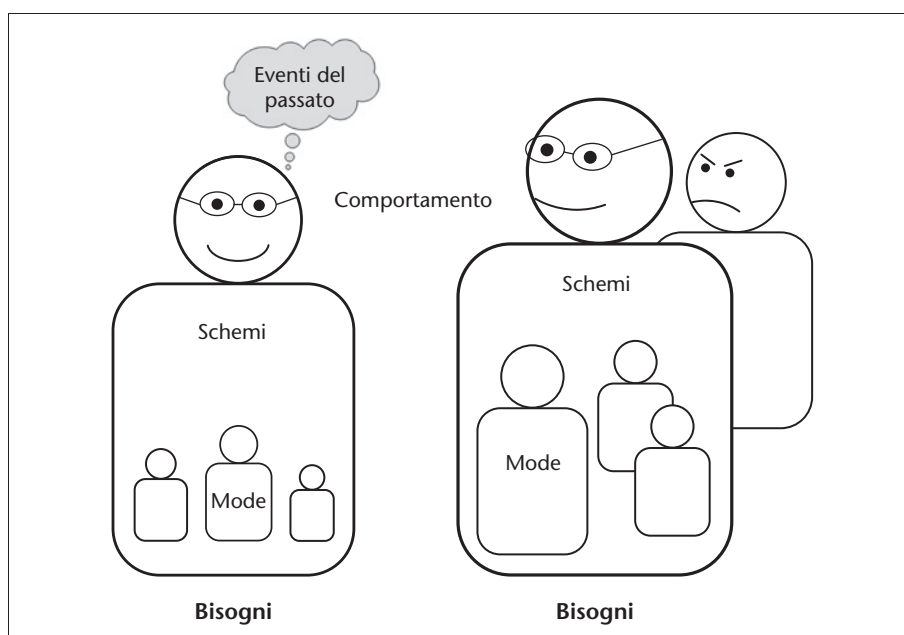 Eventi del
passato
Comportamento
Schemi
Schemi
Mode
Mode
Bisogni
Bisogni